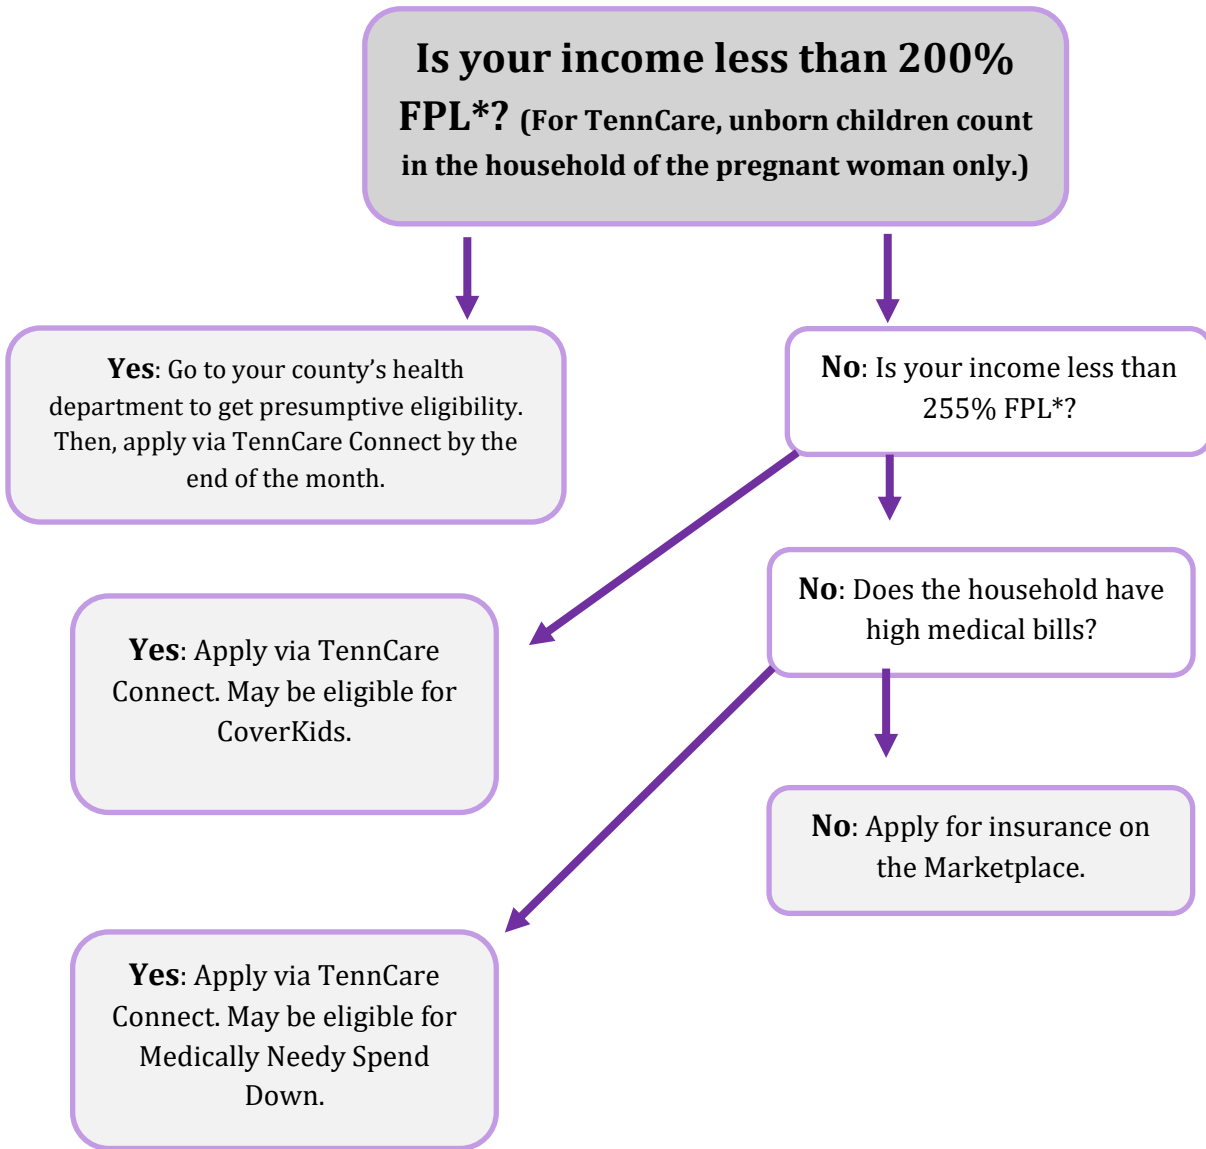 Is your income less than 200%
FPL*? (For TennCare, unborn children count
in the household of the pregnant woman only.)
Yes: Go to your county’s health
department to get presumptive eligibility.
Then, apply via TennCare Connect by the
end of the month.
No: Is your income less than
255% FPL*?
No: Does the household have
high medical bills?
Yes: Apply via TennCare
Connect. May be eligible for
CoverKids.
No: Apply for insurance on
the Marketplace.
Yes: Apply via TennCare
Connect. May be eligible for
Medically Needy Spend
Down.